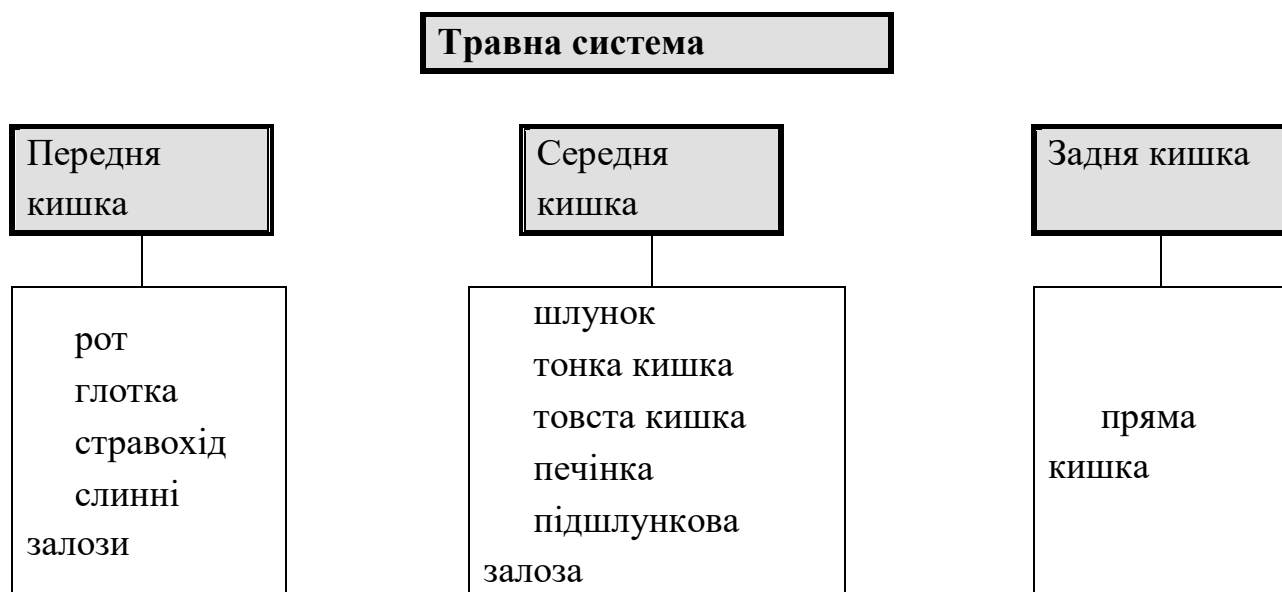 Травна система
Передня
кишка
Середня
кишка
Задня кишка
рот
глотка
стравохід
слинні
залози
шлунок
тонка кишка
товста кишка
печінка
підшлункова
залоза
пряма
кишка